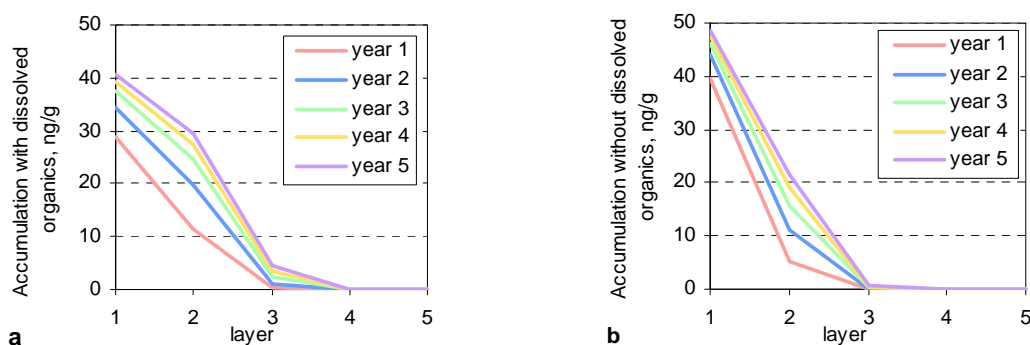 Accumulation with dissolved
organics, ng/g
50
40
30
20
10
0
year 1
year 2
year 3
year 4
year 5
1 2 3 4 5
layer
a
Accumulation without dissolved
organics, ng/g
50
40
30
20
10
0
year 1
year 2
year 3
year 4
year 5
1 2 3 4 5
layer
b